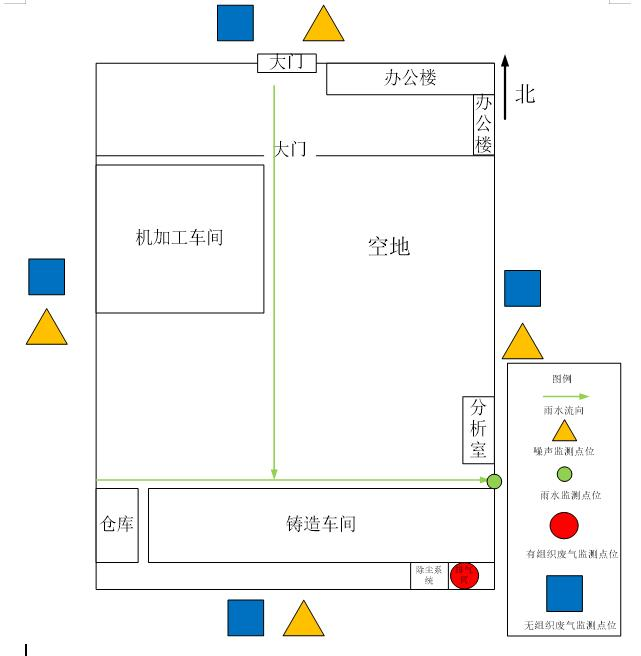 大门
办公楼
北
办
公
楼
大门
机加工车间
空地
分
析
室
仓库
铸造车间
除尘系
统
图例
雨水流向
噪声监测点位
雨水监测点位
有组织废气监测点位
无组织废气监测点位